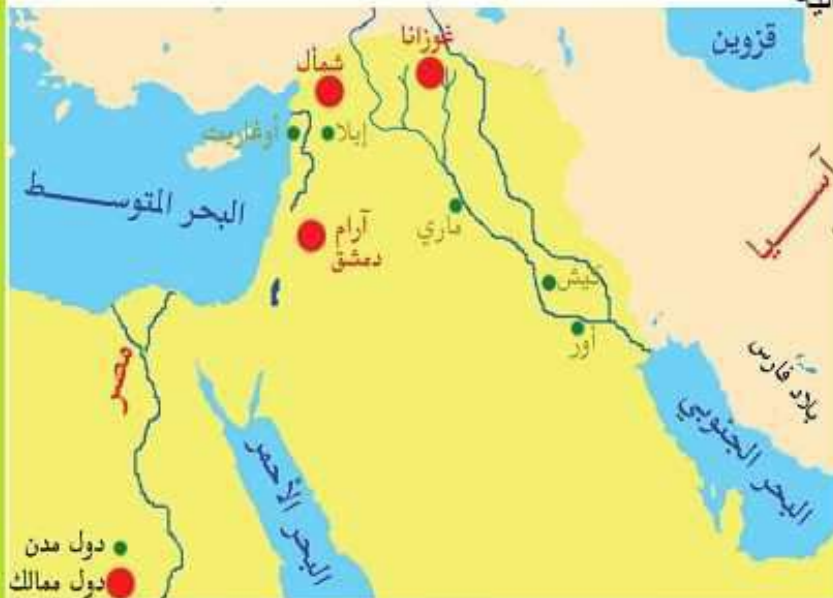 قزوين
غوزانا
شمأل
أوغاريت
إبلا
البحر المتوسط
آرام
دمشق
ماري
كيش
أور
آسيا
بلاد فارس
مصر
البحر الأحمر
البحر الجنوبي
دول مدن
دول ممالك